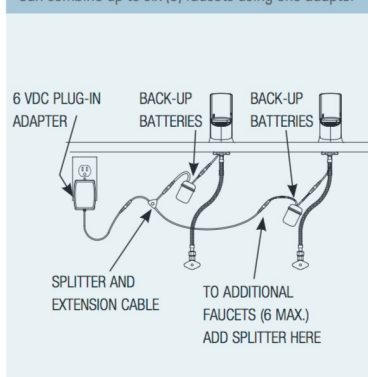 can combine up to six (6) faucets using one adapter
6 VDC PLUG-IN
ADAPTER
BACK-UP
BATTERIES
BACK-UP
BATTERIES
SPLITTER AND
EXTENSION CABLE
TO ADDITIONAL
FAUCETS (6 MAX.)
ADD SPLITTER HERE